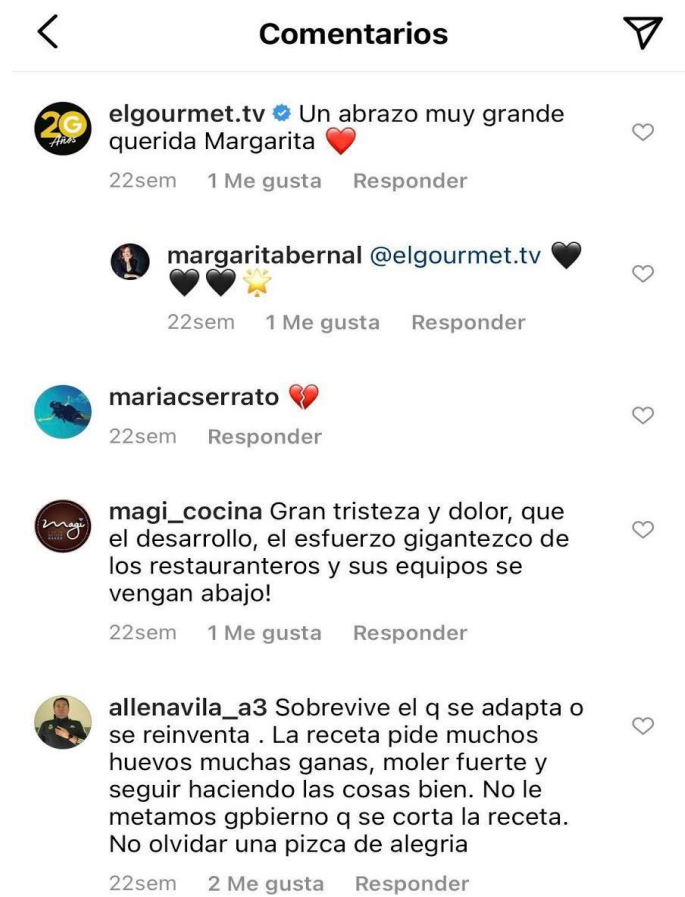 Comentarios
2G
Años
elgourmet.tv Un abrazo muy grande
querida Margarita ❤️
22sem 1 Me gusta Responder
margaritabernal @elgourmet.tv 🖤
🖤🖤🌟
22sem 1 Me gusta Responder
mariacserrato 💔
22sem Responder
magi
magi_cocina Gran tristeza y dolor, que
el desarrollo, el esfuerzo gigantezco de
los restauranteros y sus equipos se
vengan abajo!
22sem 1 Me gusta Responder
allenavila_a3 Sobrevive el q se adapta o
se reinventa . La receta pide muchos
huevos muchas ganas, moler fuerte y
seguir haciendo las cosas bien. No le
metamos gpbierno q se corta la receta.
No olvidar una pizca de alegria
22sem 2 Me gusta Responder